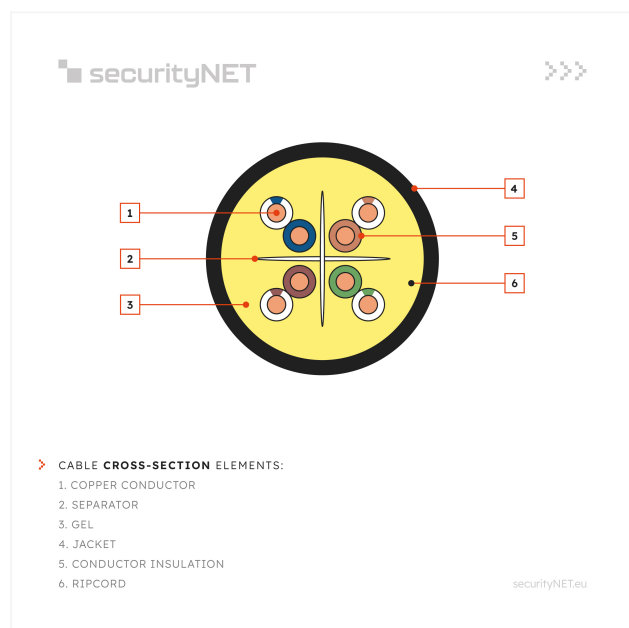 securityNET
4
1
5
2
6
3
CABLE CROSS-SECTION ELEMENTS:
1. COPPER CONDUCTOR
2. SEPARATOR
3. GEL
4. JACKET
5. CONDUCTOR INSULATION
6. RIPCORD
securityNET.eu